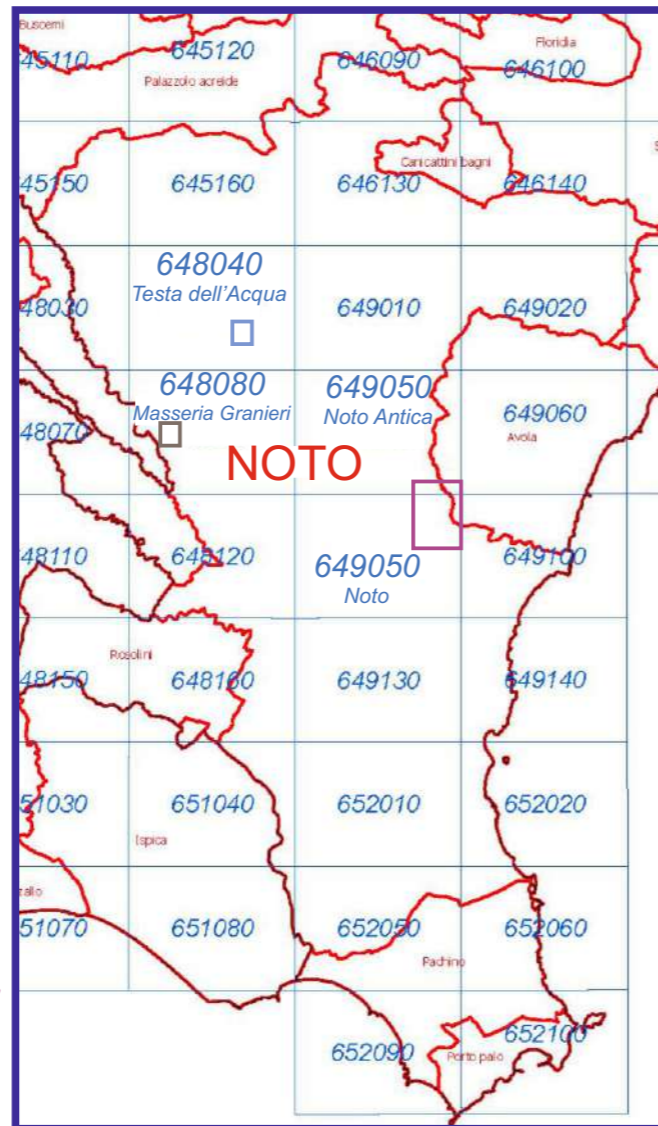 Buscemi
45110
645120
646090
Floridia
646100
Palazzolo acreide
45150
645160
Canicattini bagni
646130
646140
S
648040
Testa dell'Acqua
48030
649010
649020
648080
Masseria Granieri
649050
Noto Antica
649060
Avola
48070
NOTO
48110
648120
649050
Noto
649100
Rosolini
48150
648160
649130
649140
51030
651040
652010
652020
Ispica
zallo
51070
651080
652050
652060
Pachino
652090
652100
Porto palo